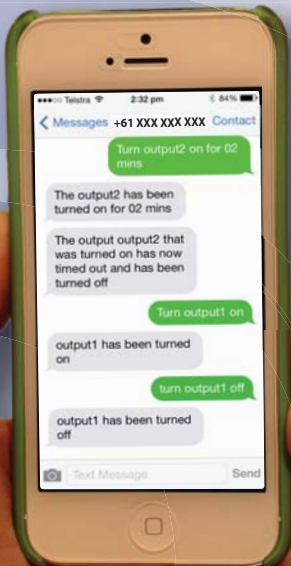 Telstra 2:32 pm 84%
Messages +61 XXX XXX XXX Contact
Turn output2 on for 02
mins
The output2 has been
turned on for 02 mins
The output output2 that
was turned on has now
timed out and has been
turned off
Turn output1 on
output1 has been turned
on
turn output1 off
output1 has been turned
off
Text Message Send